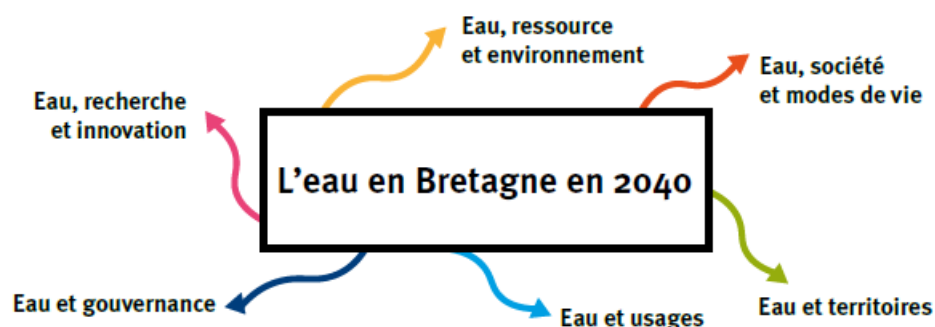 Eau, ressource
et environnement
Eau, société
et modes de vie
Eau, recherche
et innovation
L'eau en Bretagne en 2040
Eau et gouvernance
Eau et usages
Eau et territoires